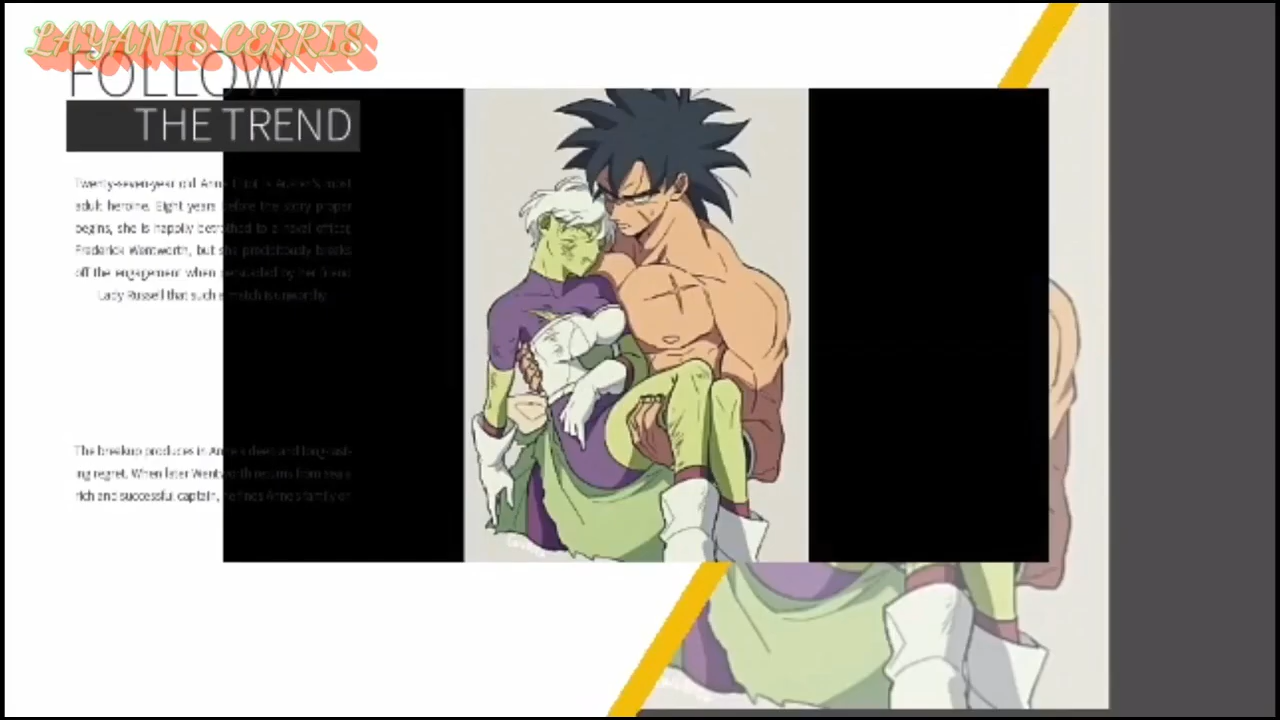 LAYANIS CERRIS
FOLLOW
THE TREND
Twenty-seven-year old Anne Elliot is Austen's most
adult heroine. Eight years before the story proper
begins, she is happily betrothed to a naval officer,
Frederick Wentworth, but she precipitously breaks
off the engagement when persuaded by her friend
Lady Russell that such a match is unworthy
The breakup produces in Anne a deep and long-last-
ing regret. When later Wentworth returns from sea a
rich and successful captain, he finds Anne's family on